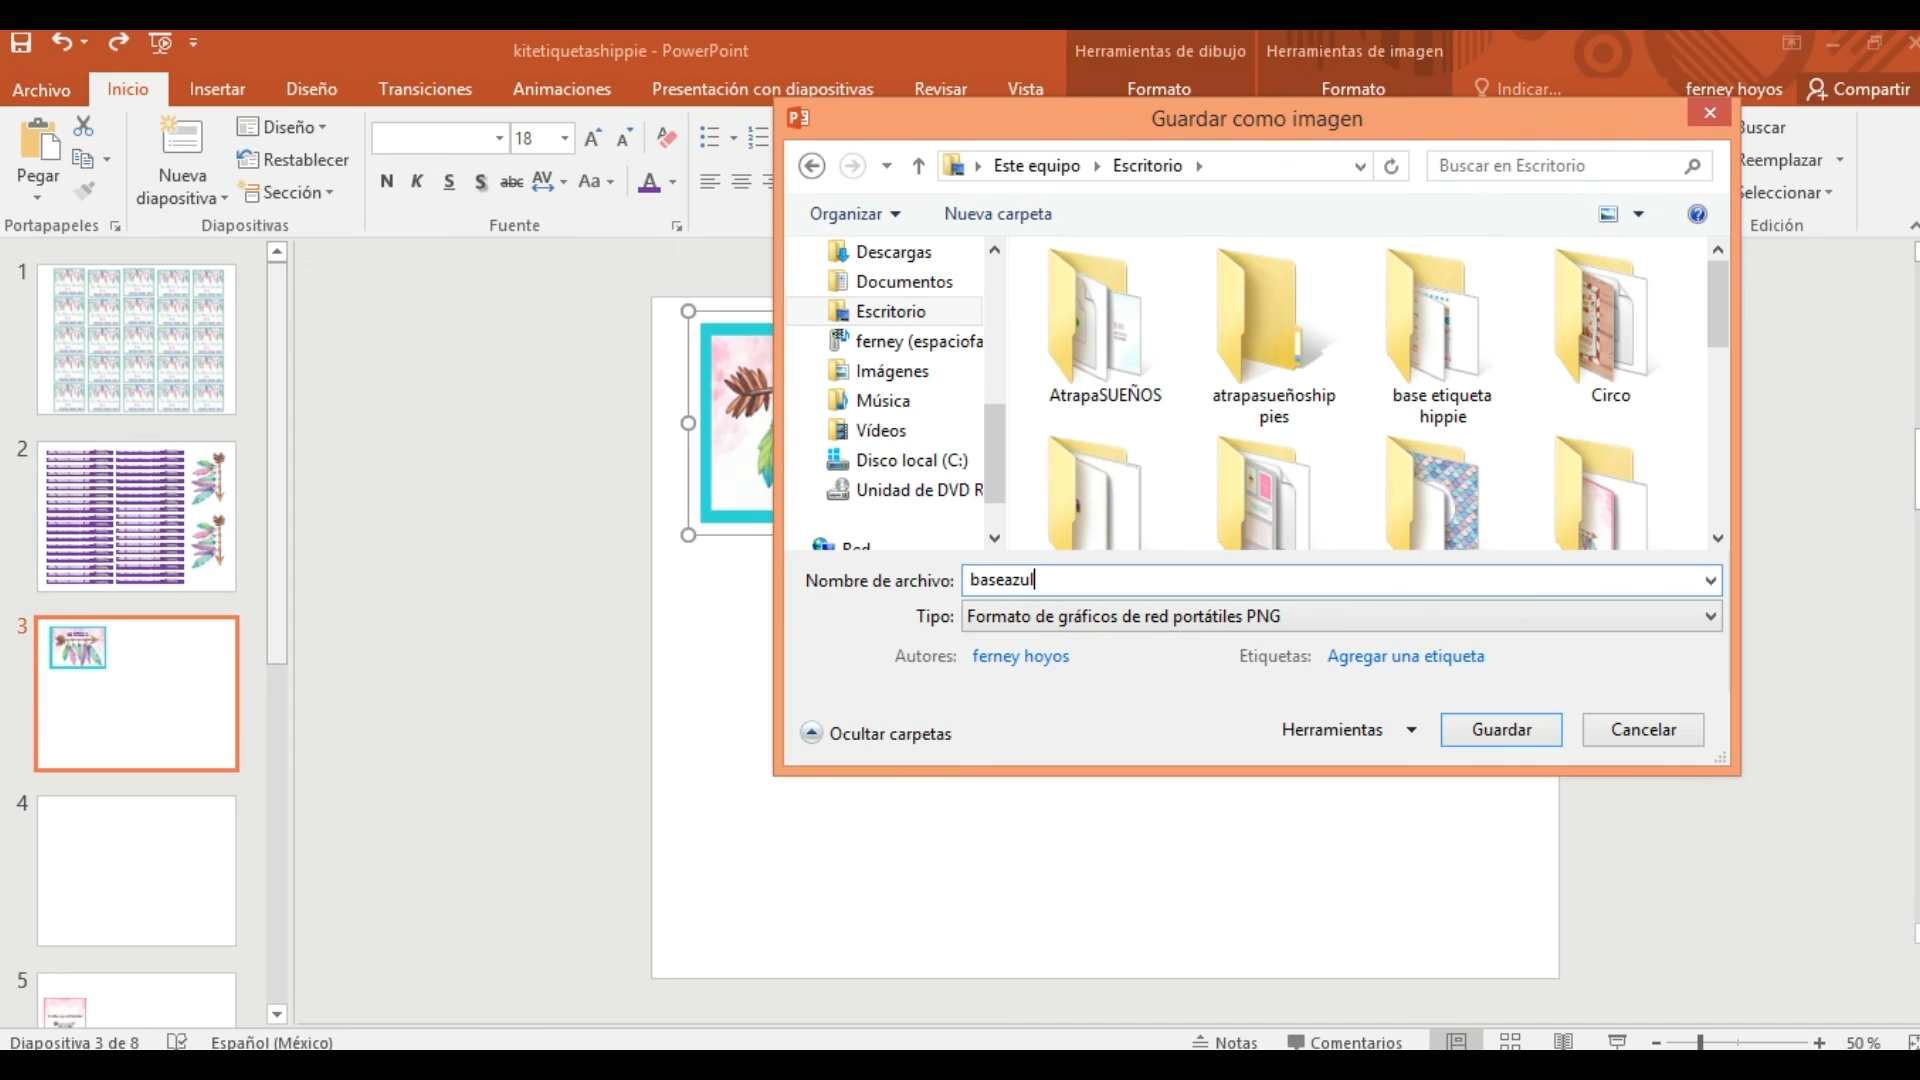 kitetiquetashippie - PowerPoint
Herramientas de dibujo
Herramientas de imagen
Archivo
Inicio
Insertar
Diseño
Transiciones
Animaciones
Presentación con diapositivas
Revisar
Vista
Formato
Formato
Indicar...
ferney hoyos
Compartir
Pegar
Portapapeles
Nueva
diapositiva
Diseño
Restablecer
Sección
Diapositivas
18
N K S S abc AV Aa A
Fuente
Buscar
Reemplazar
Seleccionar
Edición
Guardar como imagen
Este equipo
Escritorio
Buscar en Escritorio
Organizar
Nueva carpeta
Descargas
Documentos
Escritorio
ferney (espaciofa
Imágenes
Música
Vídeos
Disco local (C:)
Unidad de DVD R
Red
AtrapaSUEÑOS
atrapasueñoship
pies
base etiqueta
hippie
Circo
Nombre de archivo:
baseazul
Tipo:
Formato de gráficos de red portátiles PNG
Autores:
ferney hoyos
Etiquetas:
Agregar una etiqueta
Ocultar carpetas
Herramientas
Guardar
Cancelar
1
2
3
4
5
Diapositiva 3 de 8
Español (México)
Notas
Comentarios
50 %